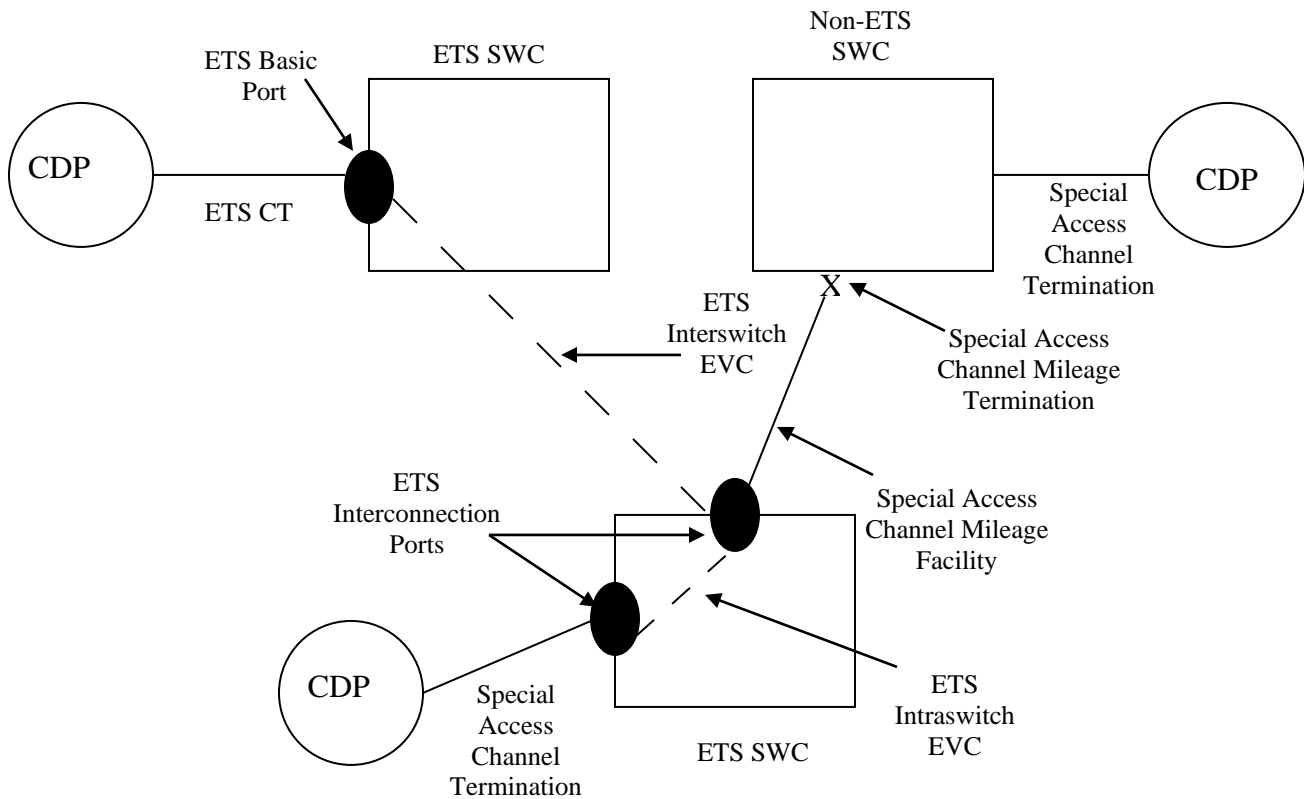 Non-ETS
SWC
ETS SWC
ETS Basic
Port
CDP
ETS CT
CDP
Special
Access
Channel
Termination
X
ETS
Interswitch
EVC
Special Access
Channel Mileage
Termination
ETS
Interconnection
Ports
Special Access
Channel Mileage
Facility
CDP
Special
Access
Channel
Termination
ETS SWC
ETS
Intraswitch
EVC